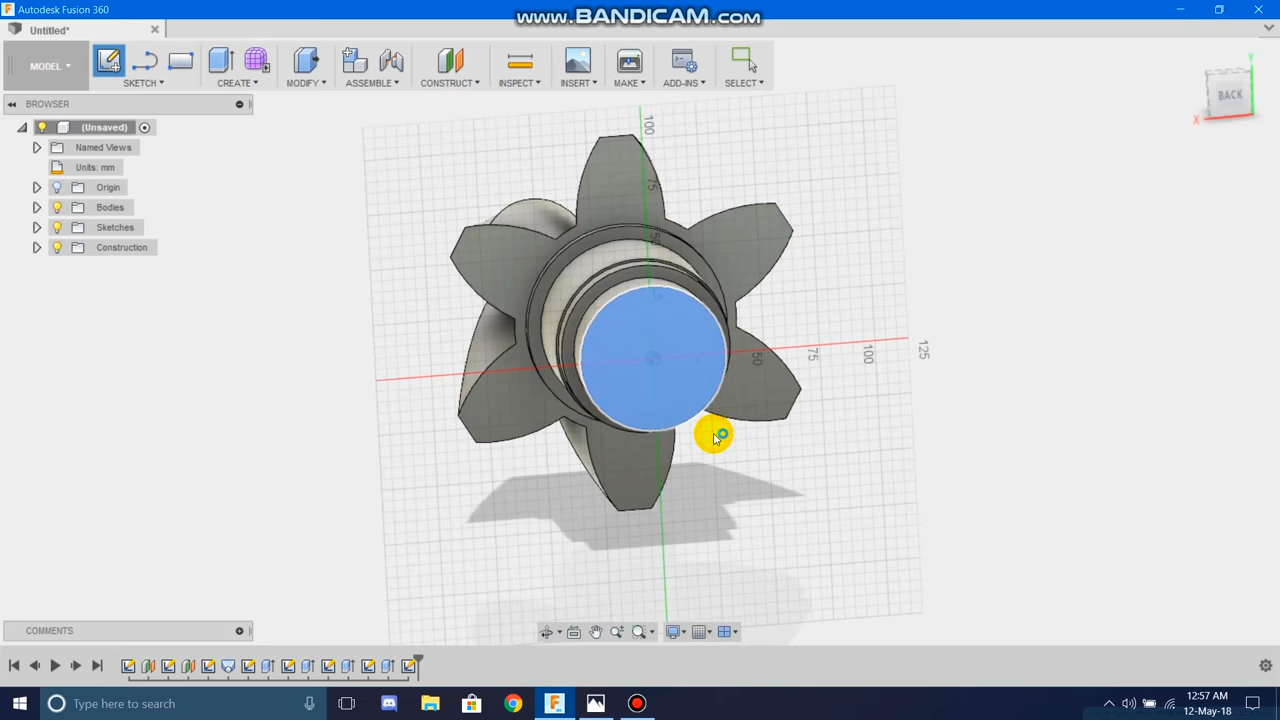 Autodesk Fusion 360
www.BANDICAM.com
Untitled*
MODEL
SKETCH
CREATE
MODIFY
ASSEMBLE
CONSTRUCT
INSPECT
INSERT
MAKE
ADD-INS
SELECT
BROWSER
(Unsaved)
Named Views
Units: mm
Origin
Bodies
Sketches
Construction
BACK
X
Y
100
75
50
25
50
75
100
125
COMMENTS
Type here to search
12:57 AM
12-May-18